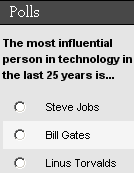 Polls
The most influential
person in technology in
the last 25 years is...
Steve Jobs
Bill Gates
Linus Torvalds